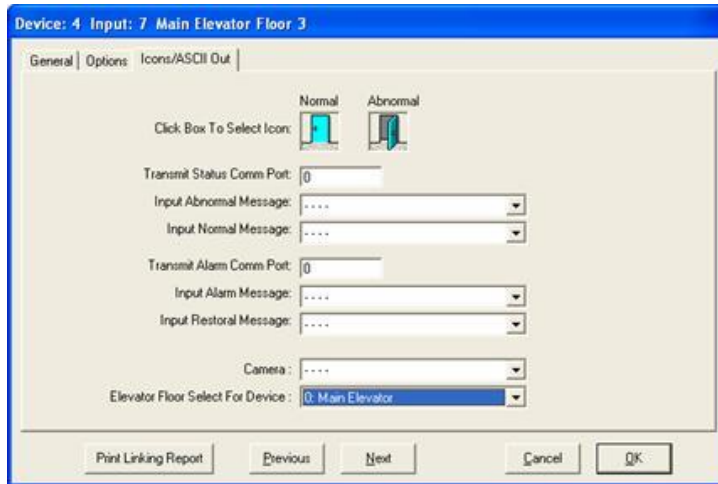 Device: 4 Input: 7 Main Elevator Floor 3
General Options Icons/ASCII Out
Normal Abnormal
Click Box To Select Icon:
Transmit Status Comm Port: 0
Input Abnormal Message: ----
Input Normal Message: ----
Transmit Alarm Comm Port: 0
Input Alarm Message: ----
Input Restoral Message: ----
Camera : ----
Elevator Floor Select For Device : 0: Main Elevator
Print Linking Report Previous Next Cancel OK